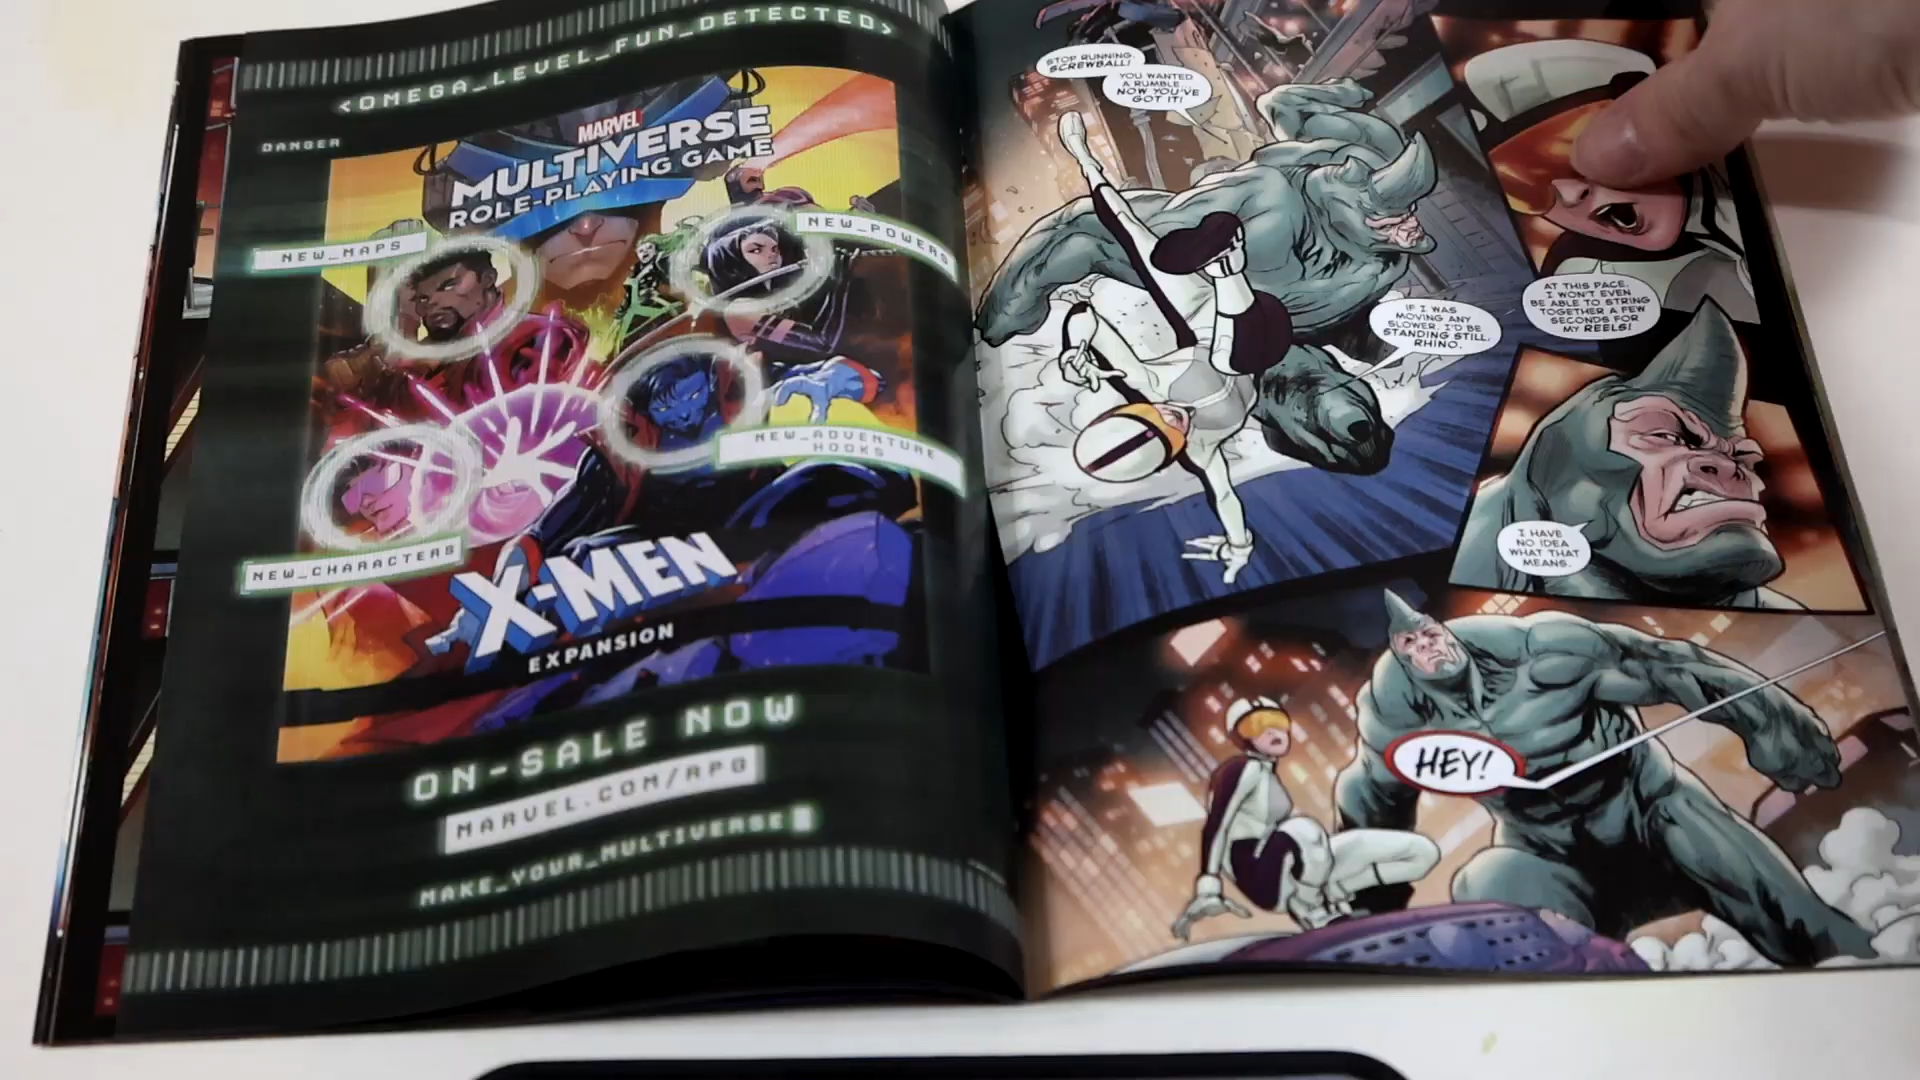 <OMEGA_LEVEL_FUN_DETECTED>
DANGER
MARVEL
MULTIVERSE
ROLE-PLAYING GAME
NEW_MAPS
NEW_POWERS
NEW_ADVENTURE
HOOKS
NEW_CHARACTERS
X-MEN
EXPANSION
ON-SALE NOW
MARVEL.COM/RPG
MAKE_YOUR_MULTIVERSE
STOP RUNNING,
SCREWBALL!
YOU WANTED
A RUMBLE...
NOW YOU'VE
GOT IT!
IF I WAS
MOVING ANY
SLOWER, I'D BE
STANDING STILL,
RHINO.
AT THIS PACE,
I WON'T EVEN
BE ABLE TO STRING
TOGETHER A FEW
SECONDS FOR
MY REELS!
I HAVE
NO IDEA
WHAT THAT
MEANS.
HEY!